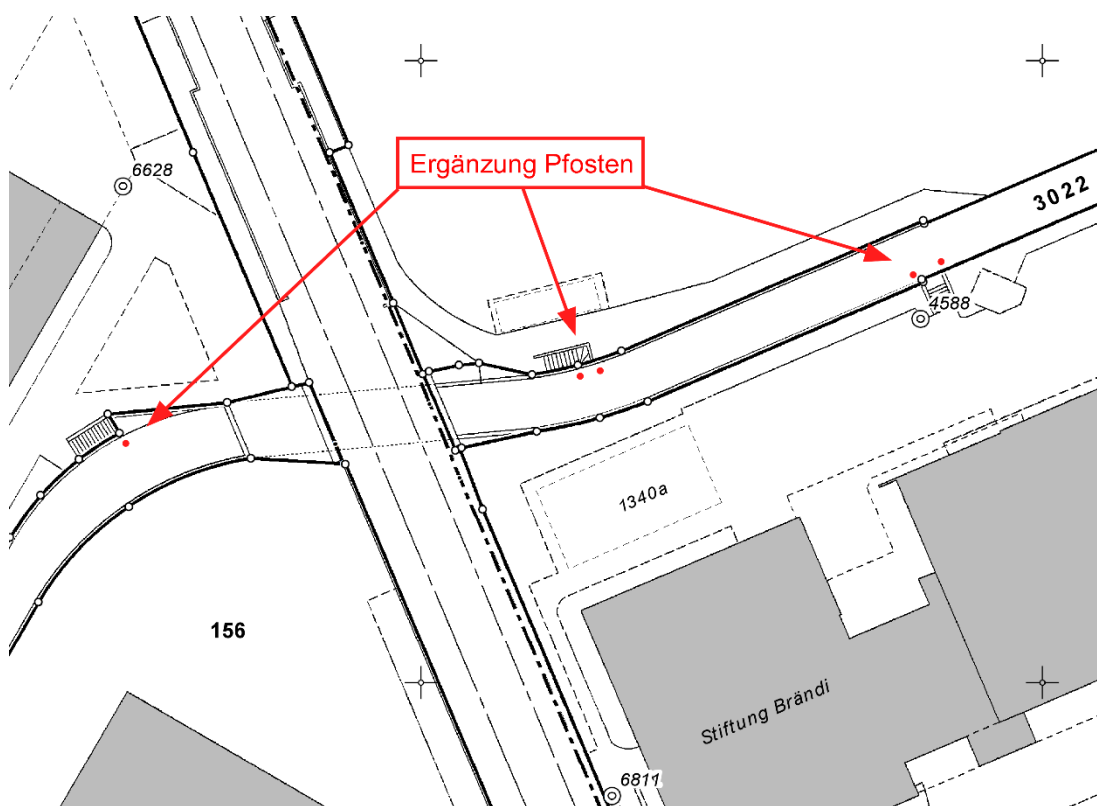 Ergänzung Pfosten
6628
3022
4588
1340a
156
Stiftung Brändi
6811